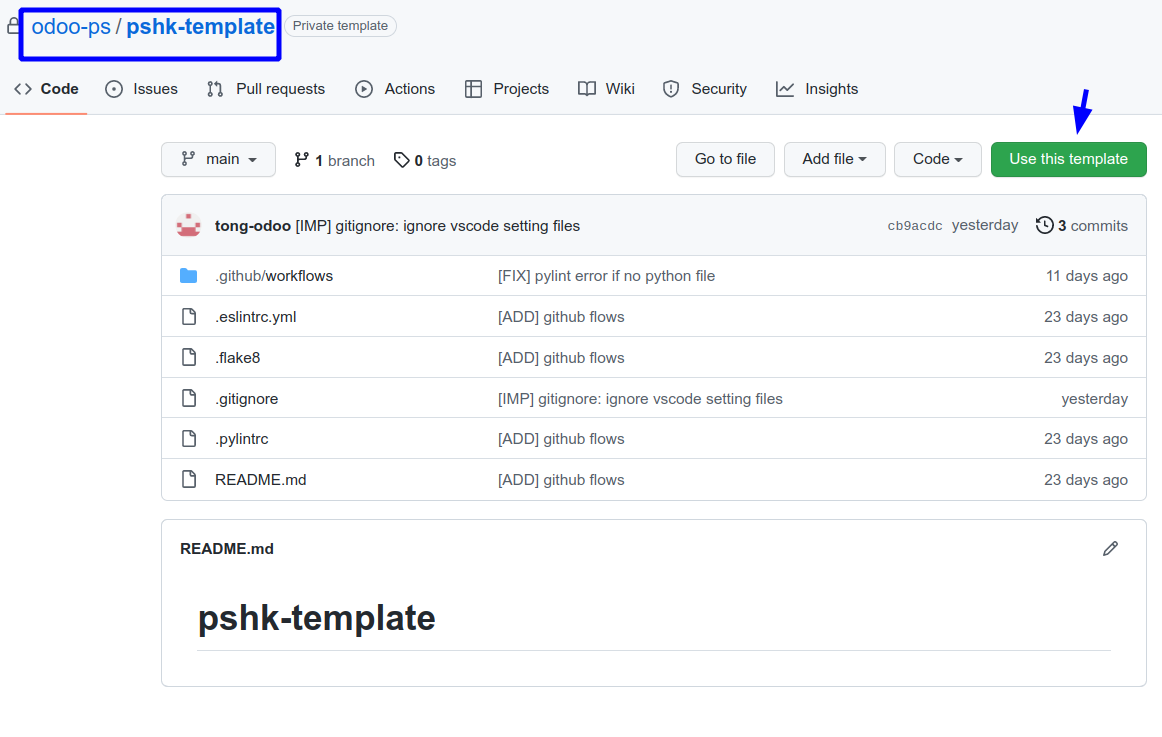 odoo-ps / pshk-template Private template
Code Issues Pull requests Actions Projects Wiki Security Insights
main 1 branch 0 tags Go to file Add file Code Use this template
tong-odoo [IMP] gitignore: ignore vscode setting files cb9acdc yesterday 3 commits
.github/workflows [FIX] pylint error if no python file 11 days ago
.eslintrc.yml [ADD] github flows 23 days ago
.flake8 [ADD] github flows 23 days ago
.gitignore [IMP] gitignore: ignore vscode setting files yesterday
.pylintrc [ADD] github flows 23 days ago
README.md [ADD] github flows 23 days ago
README.md
pshk-template